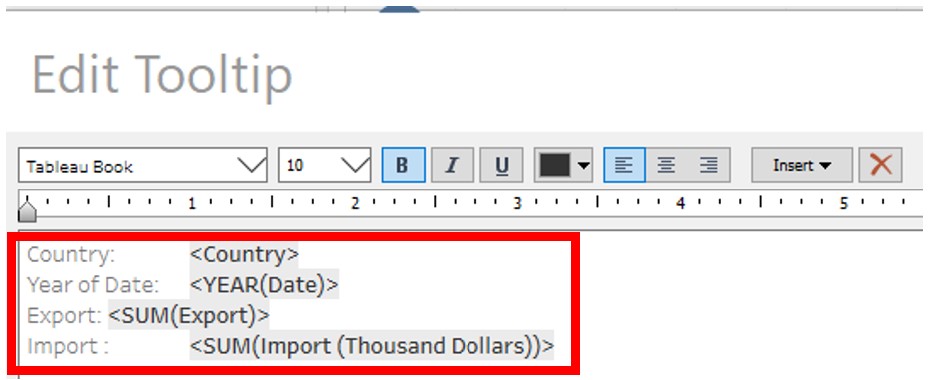 Edit Tooltip
Tableau Book 10 B I U Insert
1 2 3 4 5
Country: <Country>
Year of Date: <YEAR(Date)>
Export: <SUM(Export)>
Import : <SUM(Import (Thousand Dollars))>